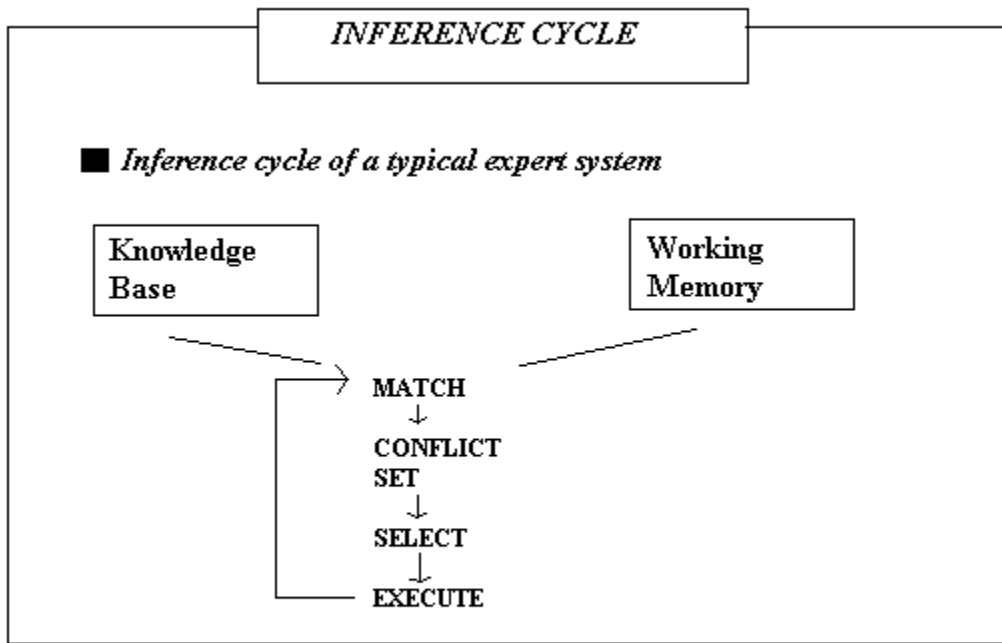 INFERENCE CYCLE
Inference cycle of a typical expert system
Knowledge
Base
Working
Memory
MATCH
CONFLICT
SET
SELECT
EXECUTE